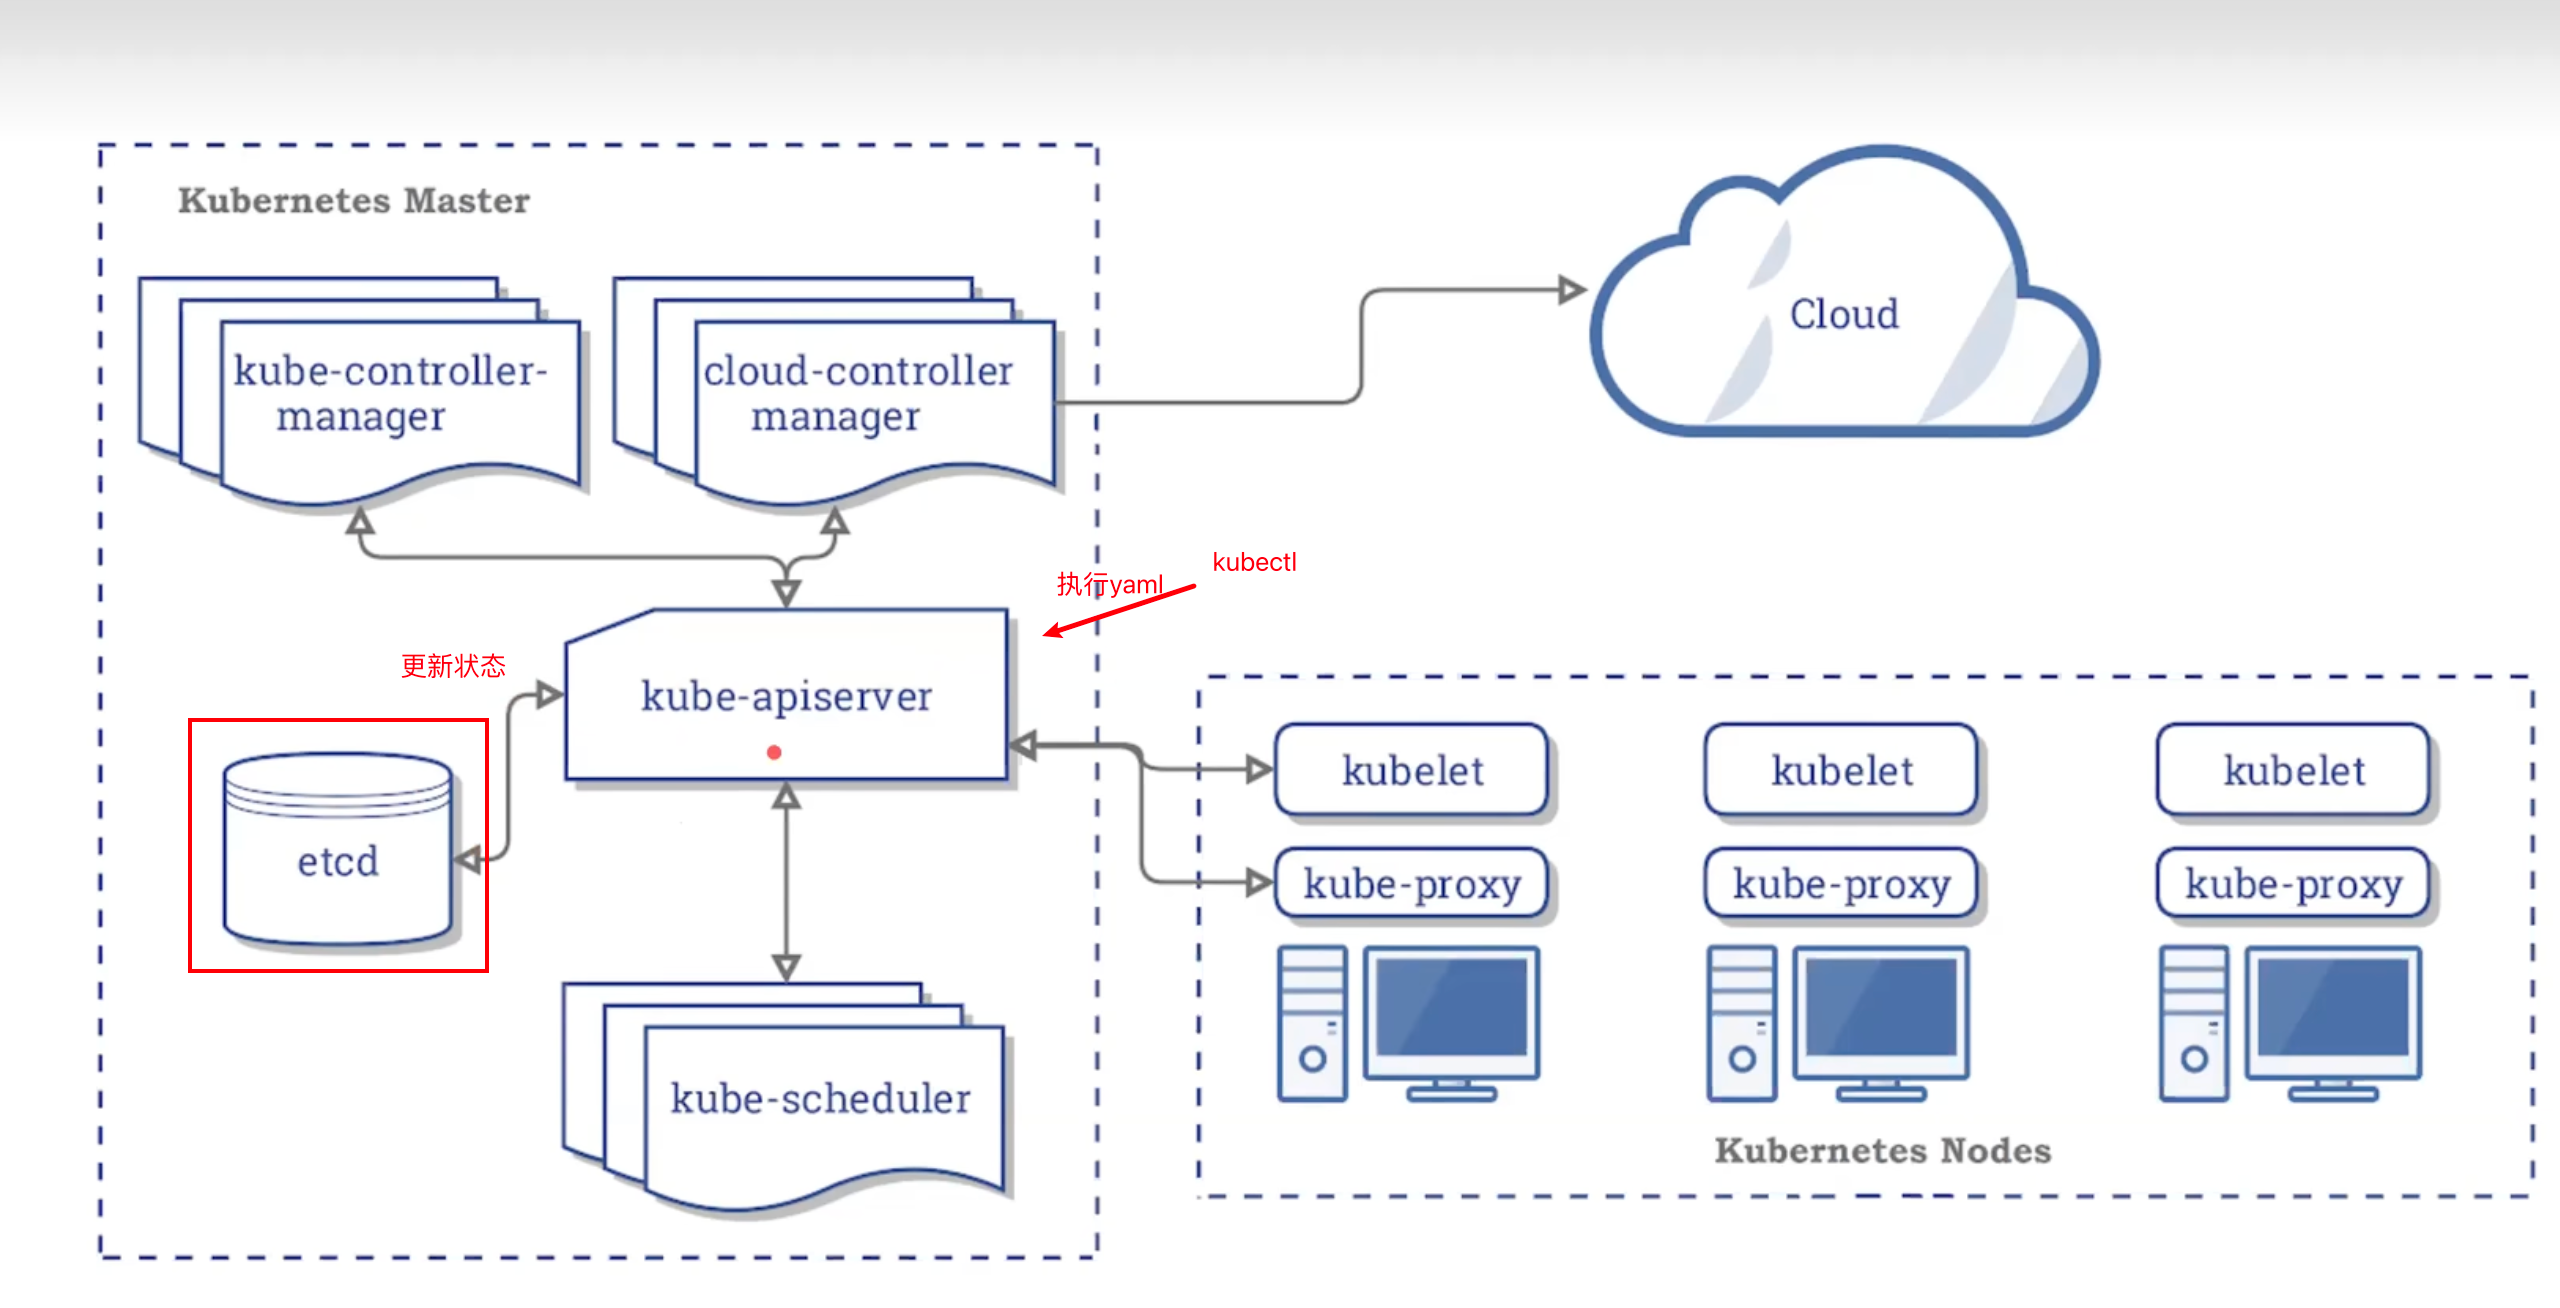 Kubernetes Master
kube-controller-
manager
cloud-controller
manager
Cloud
kubectl
执行yaml
更新状态
kube-apiserver
etcd
kube-scheduler
kubelet
kubelet
kubelet
kube-proxy
kube-proxy
kube-proxy
Kubernetes Nodes